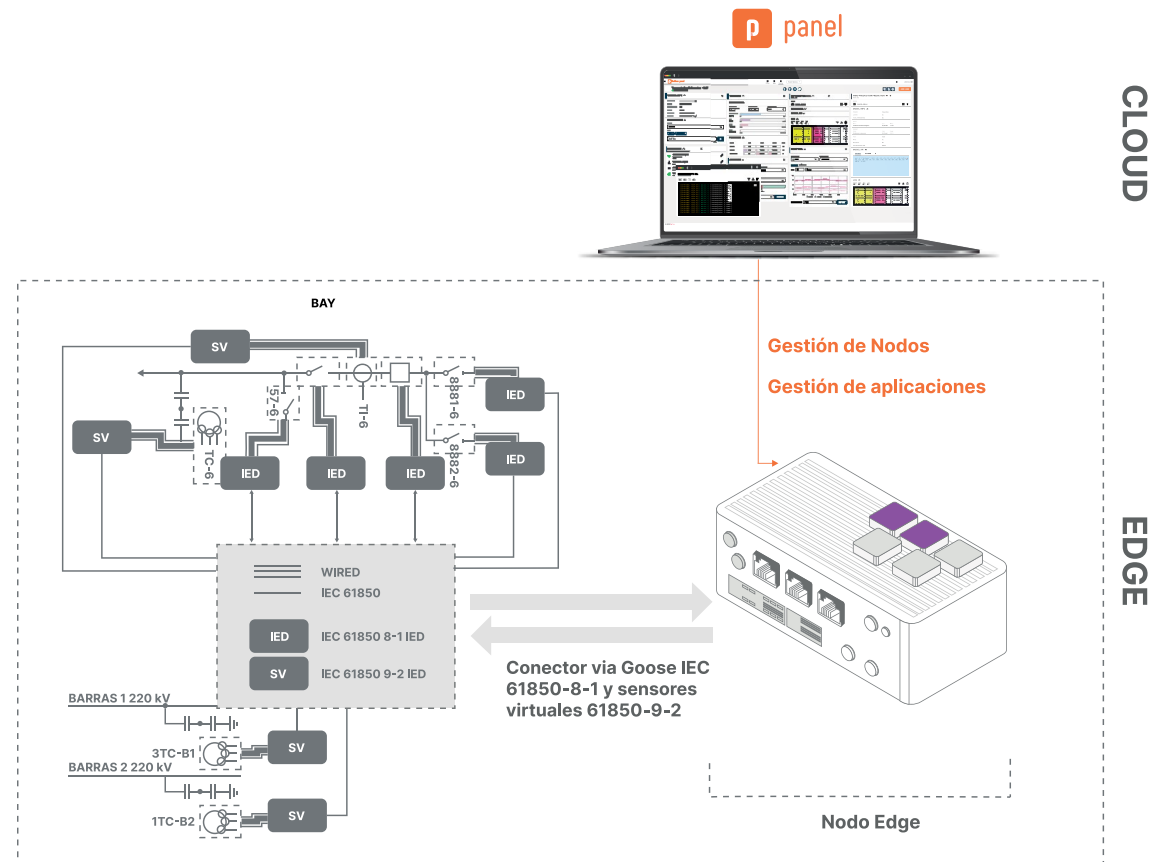 p panel
CLOUD
BAY
SV
8381-6
IED
57-6
TI-6
Gestión de Nodos
Gestión de aplicaciones
SV
TC-6
IED
IED
IED
8382-6
IED
EDGE
WIRED
IEC 61850
IED IEC 61850 8-1 IED
SV IEC 61850 9-2 IED
Conector via Goose IEC
61850-8-1 y sensores
virtuales 61850-9-2
BARRAS 1 220 kV
3TC-B1
SV
BARRAS 2 220 kV
1TC-B2
SV
Nodo Edge